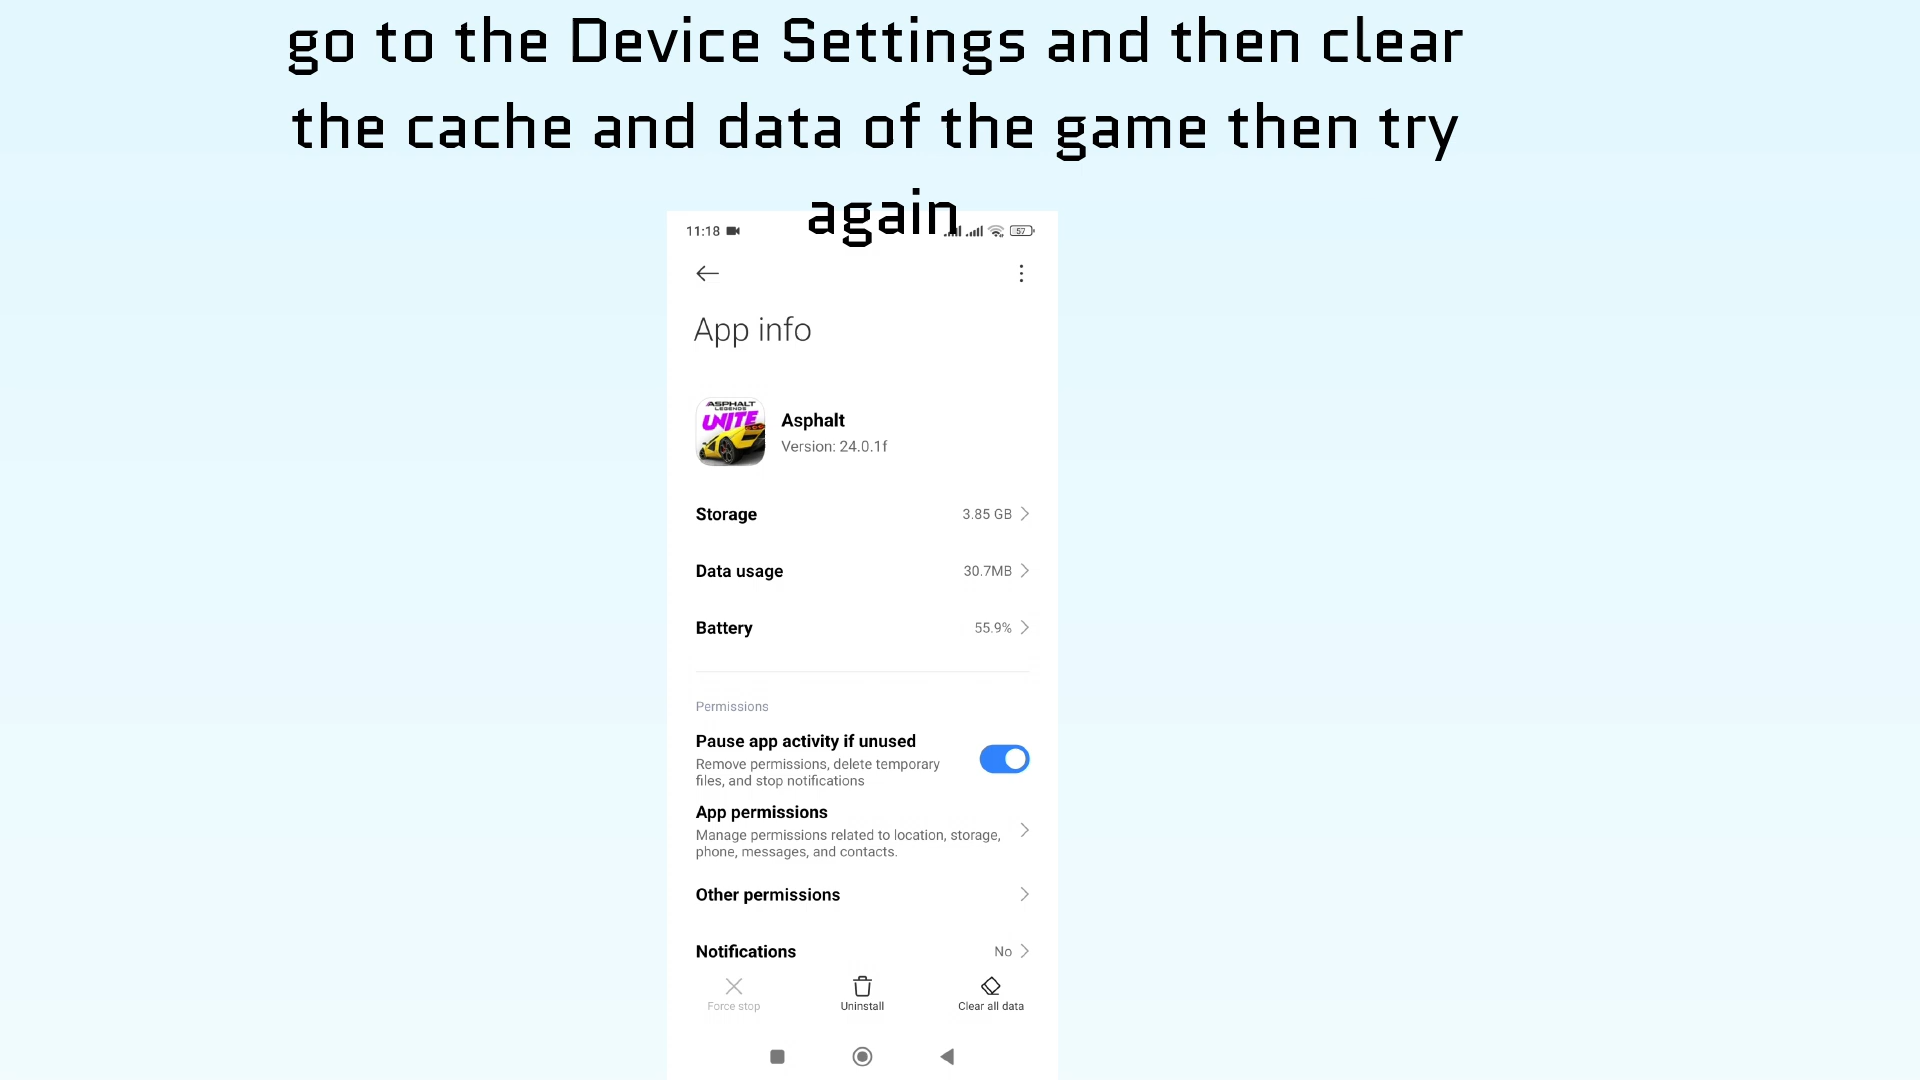 go to the Device Settings and then clear
the cache and data of the game then try
again
11:18
57
App info
ASPHALT
LEGENDS
UNITE
Asphalt
Version: 24.0.1f
Storage 3.85 GB
Data usage 30.7MB
Battery 55.9%
Permissions
Pause app activity if unused
Remove permissions, delete temporary
files, and stop notifications
App permissions
Manage permissions related to location, storage,
phone, messages, and contacts.
Other permissions
Notifications No
Force stop Uninstall Clear all data